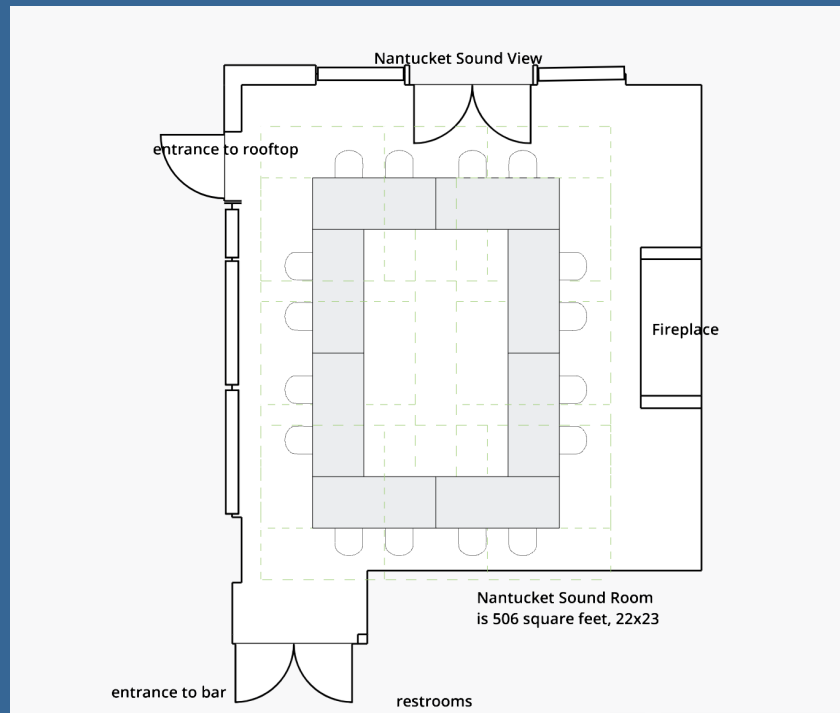 Nantucket Sound View
entrance to rooftop
Fireplace
Nantucket Sound Room
is 506 square feet, 22x23
entrance to bar
restrooms